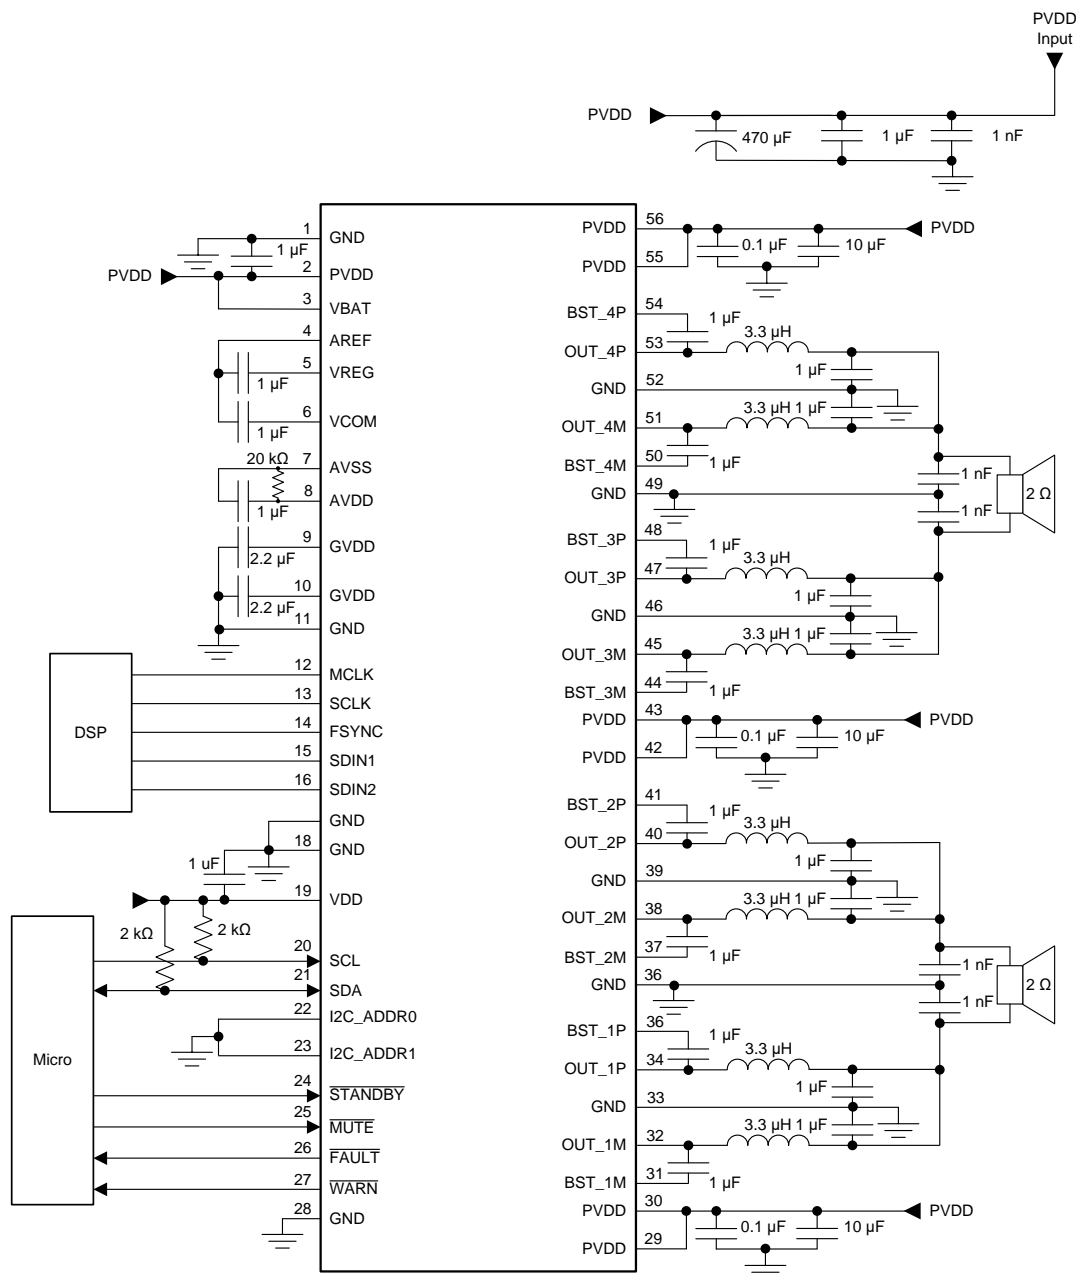 PVDD
Input
PVDD
470 µF
1 µF
1 nF
1
GND
1 µF
PVDD
2
PVDD
3
VBAT
4
AREF
5
VREG
1 µF
6
VCOM
1 µF
20 kΩ
7
AVSS
8
AVDD
1 µF
9
GVDD
2.2 µF
10
GVDD
2.2 µF
11
GND
DSP
12
MCLK
13
SCLK
14
FSYNC
15
SDIN1
16
SDIN2
GND
18
GND
1 uF
19
VDD
2 kΩ
2 kΩ
Micro
20
SCL
21
SDA
22
I2C_ADDR0
23
I2C_ADDR1
24
STANDBY
25
MUTE
26
FAULT
27
WARN
28
GND
PVDD
56
0.1 µF
10 µF
PVDD
PVDD
55
BST_4P
54
1 µF
OUT_4P
53
3.3 µH
1 µF
GND
52
OUT_4M
51
3.3 µH
1 µF
BST_4M
50
1 µF
GND
49
1 nF
1 nF
2 Ω
BST_3P
48
1 µF
OUT_3P
47
3.3 µH
1 µF
GND
46
OUT_3M
45
3.3 µH
1 µF
BST_3M
44
1 µF
PVDD
43
0.1 µF
10 µF
PVDD
PVDD
42
BST_2P
41
1 µF
OUT_2P
40
3.3 µH
1 µF
GND
39
OUT_2M
38
3.3 µH
1 µF
BST_2M
37
1 µF
GND
36
1 nF
1 nF
2 Ω
BST_1P
36
1 µF
OUT_1P
34
3.3 µH
1 µF
GND
33
OUT_1M
32
3.3 µH
1 µF
BST_1M
31
1 µF
PVDD
30
0.1 µF
10 µF
PVDD
PVDD
29